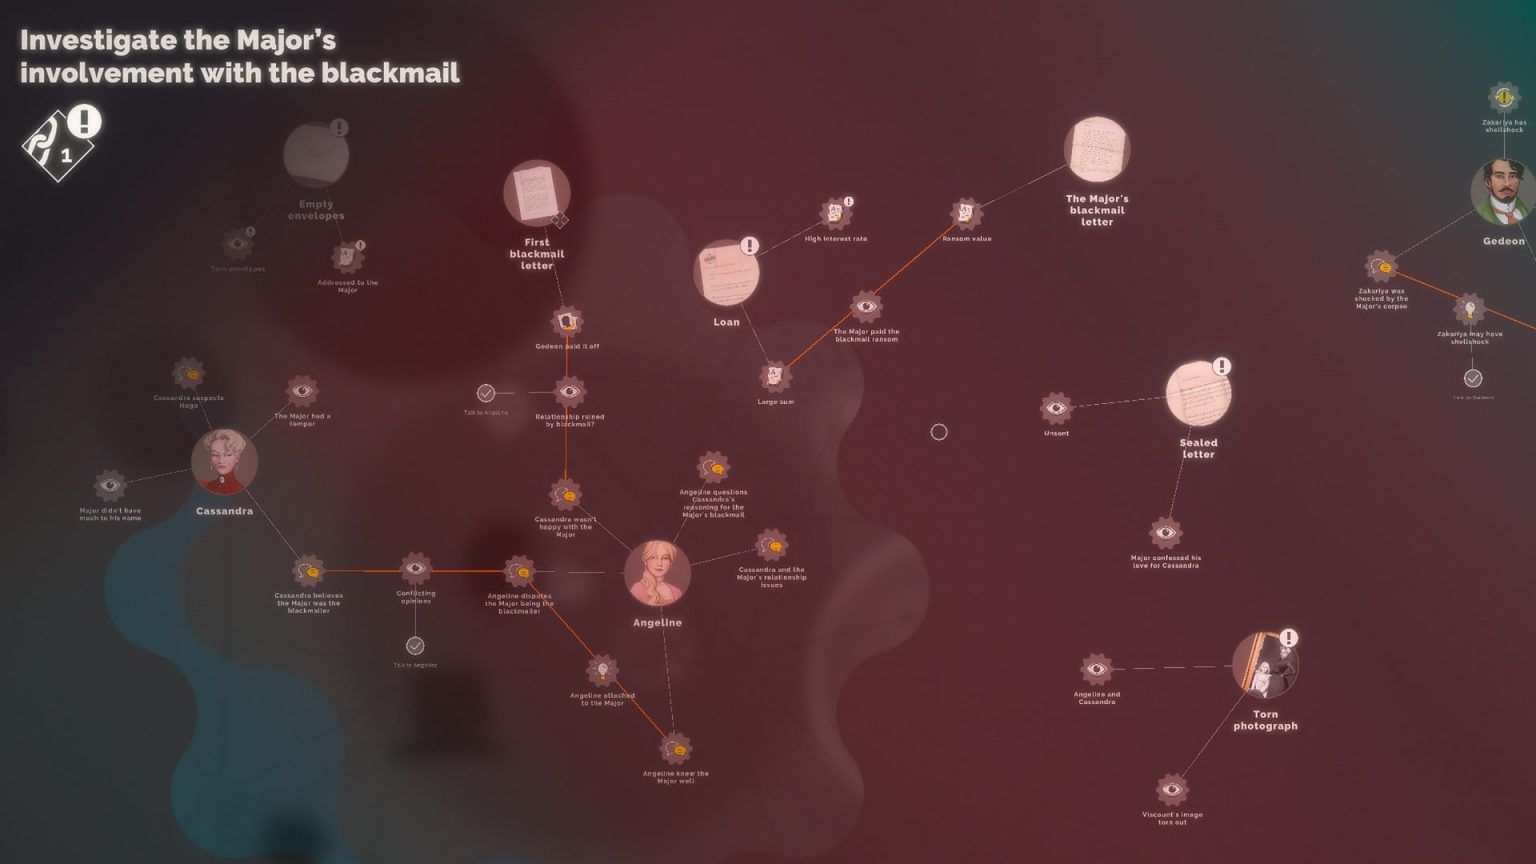 Investigate the Major's
involvement with the blackmail
1
Empty
envelopes
Torn envelopes
Addressed to the
Major
First
blackmail
letter
Gedeon paid it off
Talk to Angeline
Relationship ruined
by blackmail?
Cassandra wasn't
happy with the
Major
Loan
High interest rate
Large sum
The Major paid the
blackmail ransom
Ransom value
The Major's
blackmail
letter
Zakariya has
shellshock
Gedeon
Zakariya was
shocked by the
Major's corpse
Zakariya may have
shellshock
Talk to Gedeon
Cassandra suspects
Hugo
The Major had a
temper
Major didn't have
much to his name
Cassandra
Cassandra believes
the Major was the
blackmailer
Conflicting
opinions
Talk to Angeline
Angeline disputes
the Major being the
blackmailer
Angeline questions
Cassandra's
reasoning for the
Major's blackmail
Cassandra and the
Major's relationship
issues
Angeline
Angeline attached
to the Major
Angeline knew the
Major well
Unsent
Sealed
letter
Major confessed his
love for Cassandra
Angeline and
Cassandra
Torn
photograph
Viscount's image
torn out